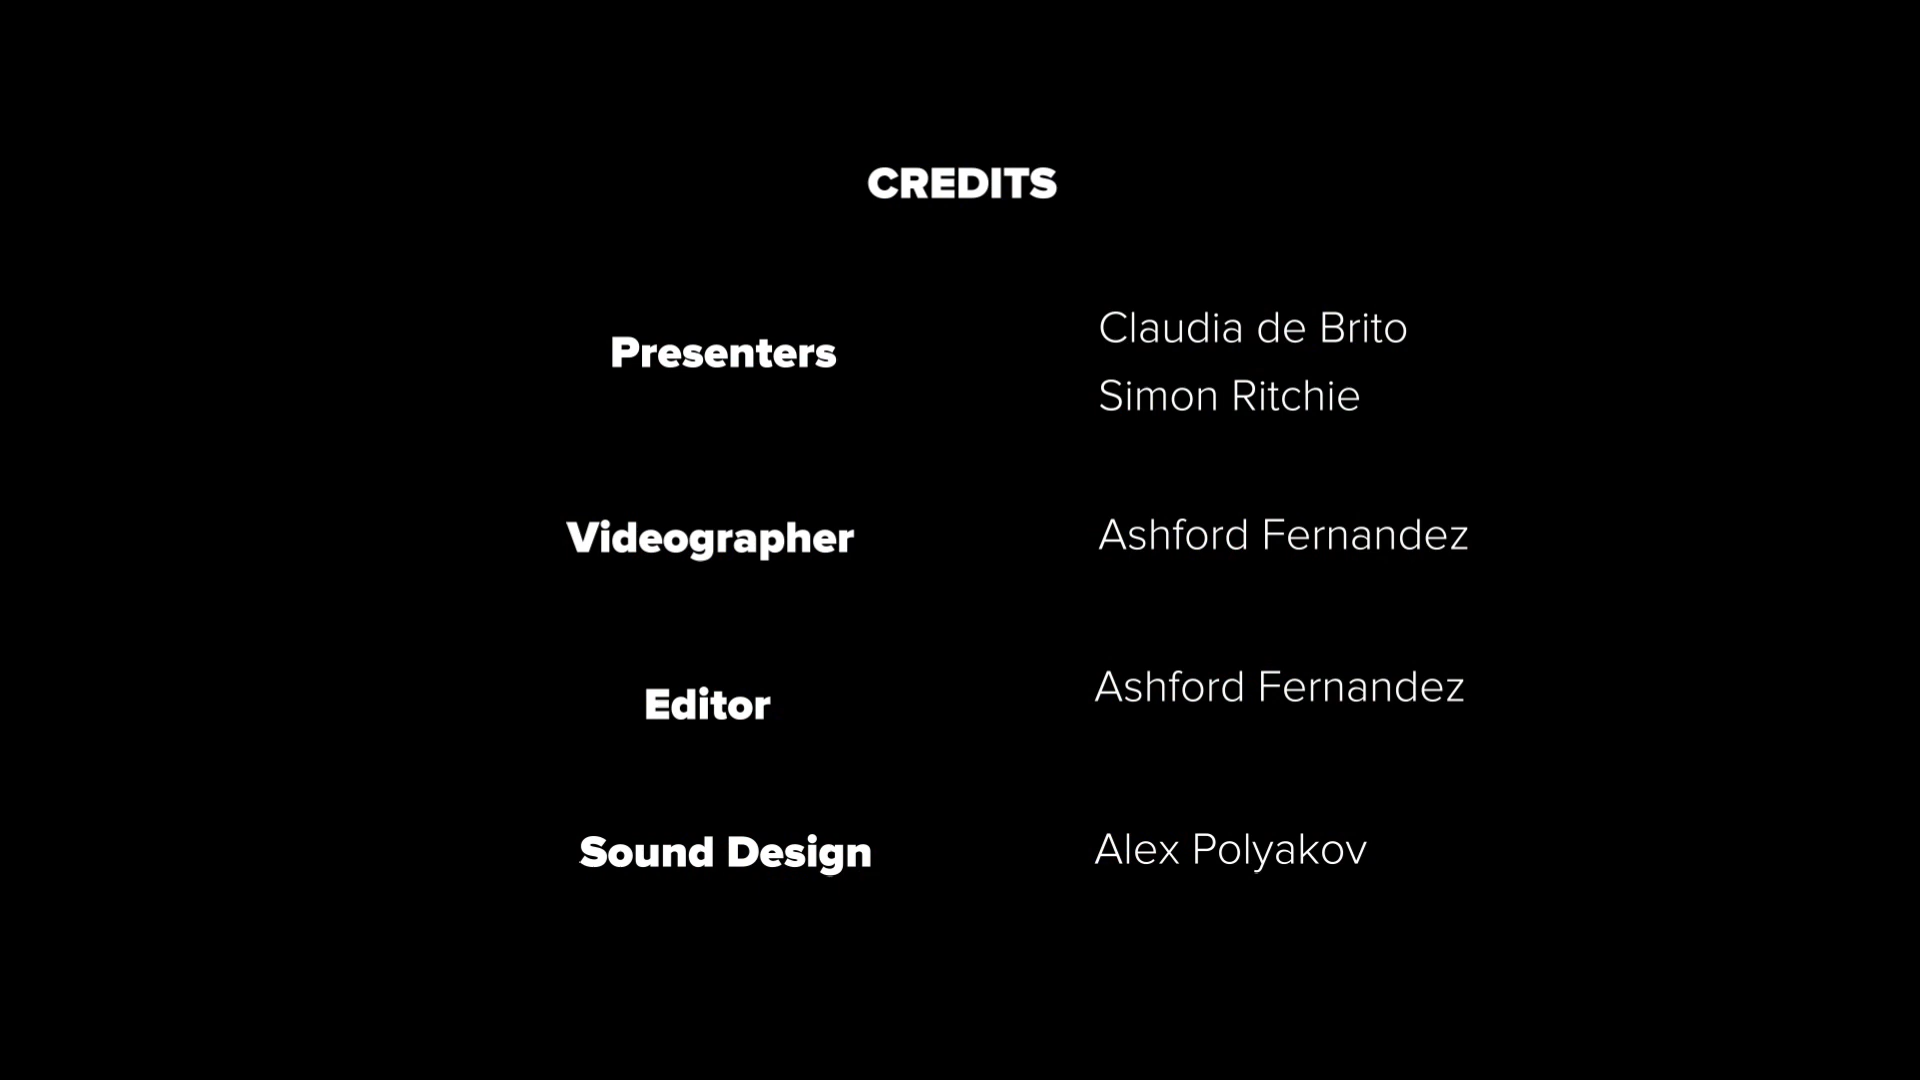 CREDITS
Presenters
Claudia de Brito
Simon Ritchie
Videographer
Ashford Fernandez
Editor
Ashford Fernandez
Sound Design
Alex Polyakov